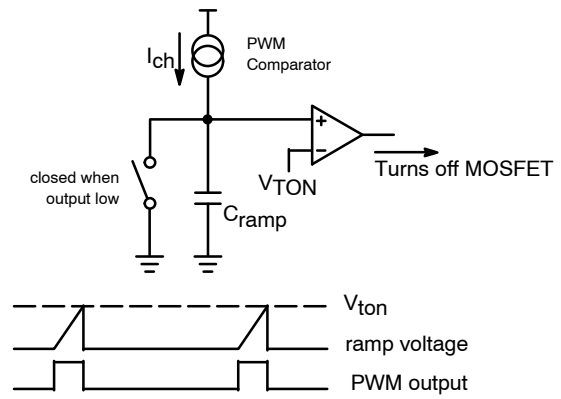 PWM
Comparator
Ich
+
−
closed when
output low
VTON
Turns off MOSFET
Cramp
Vton
ramp voltage
PWM output